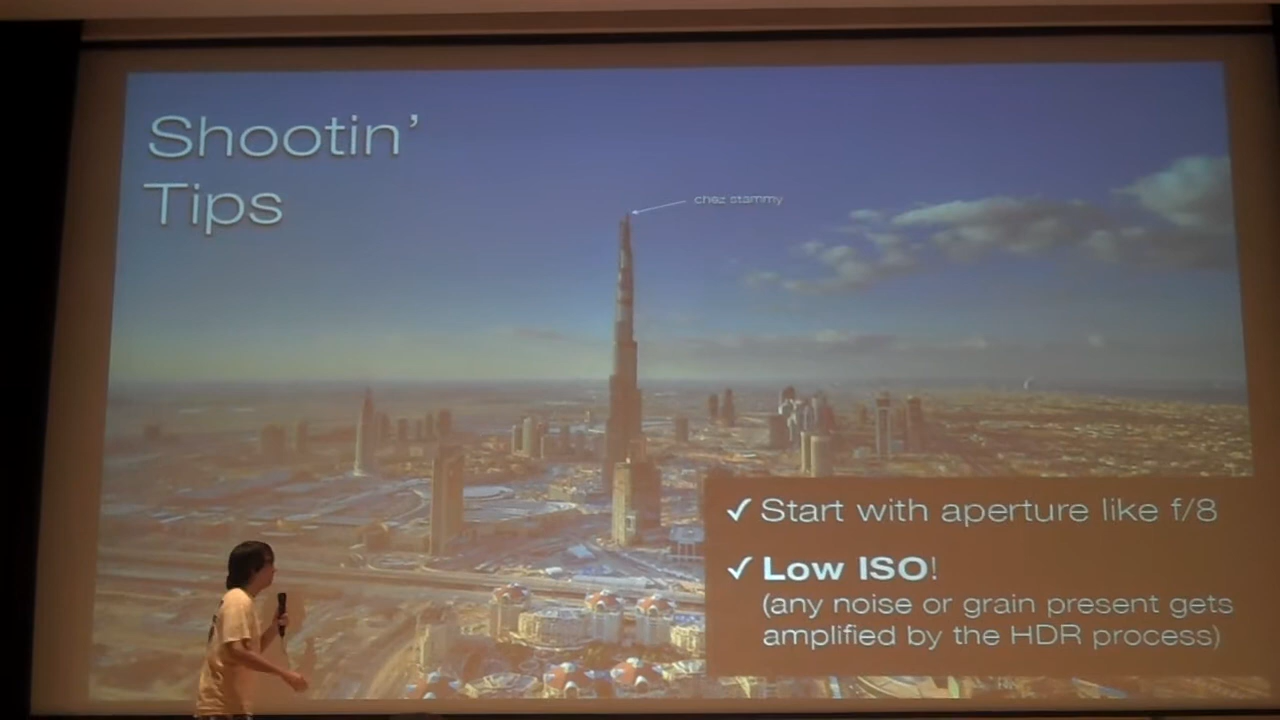 Shootin’
Tips
chez stammy
✓ Start with aperture like f/8
✓ Low ISO!
(any noise or grain present gets
amplified by the HDR process)